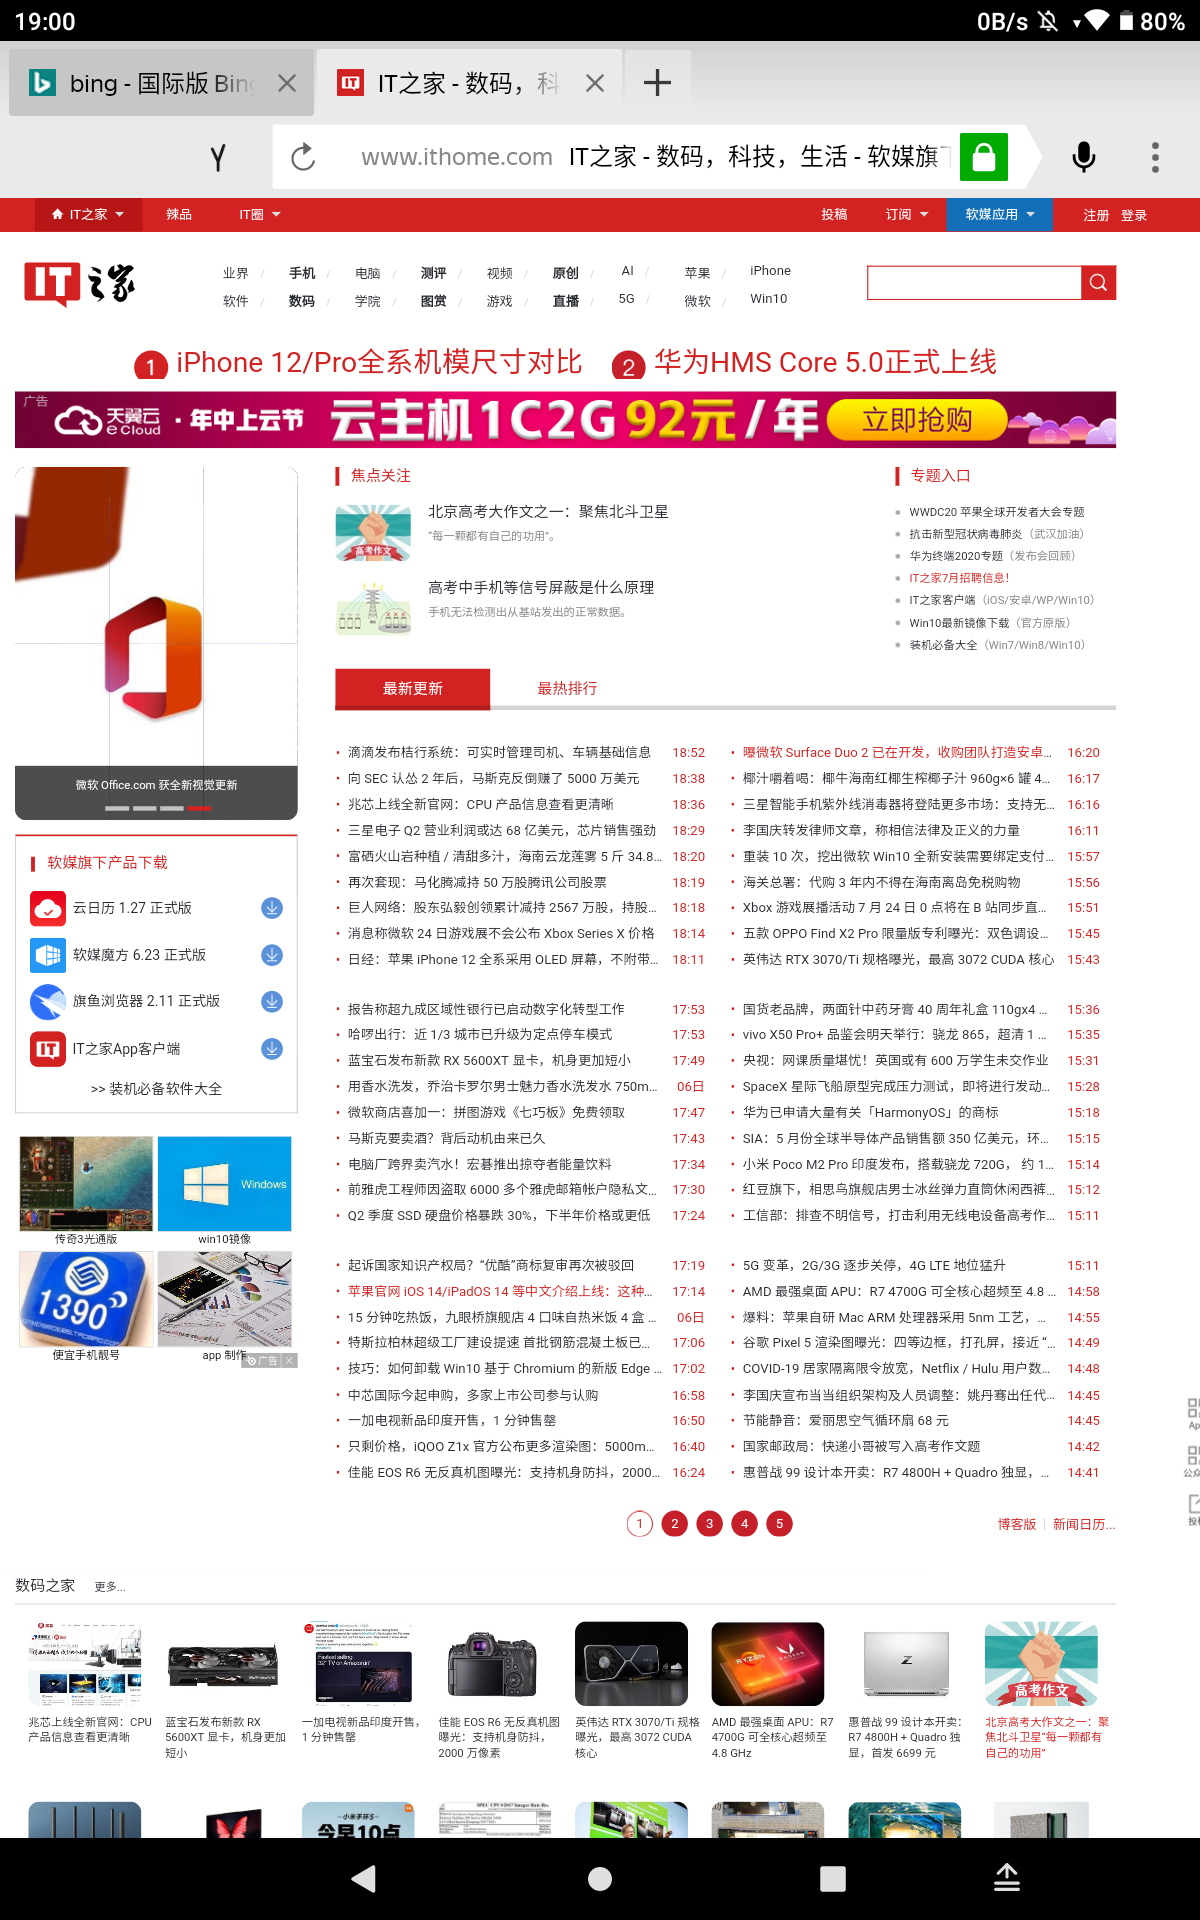 19:00 0B/s 80%
bing - 国际版 Bing
IT之家 - 数码，科
www.ithome.com IT之家 - 数码，科技，生活 - 软媒旗下
IT之家 辣品 IT圈 投稿 订阅 软媒应用 注册 登录
IT之家
业界 / 手机 / 电脑 / 测评 / 视频 / 原创 / AI / 苹果 / iPhone
软件 / 数码 / 学院 / 图赏 / 游戏 / 直播 / 5G / 微软 / Win10
1 iPhone 12/Pro全系机模尺寸对比 2 华为HMS Core 5.0正式上线
广告
天翼云 e Cloud · 年中上云节 云主机1C2G 92元/年 立即抢购
微软 Office.com 获全新视觉更新
软媒旗下产品下载
云日历 1.27 正式版
软媒魔方 6.23 正式版
旗鱼浏览器 2.11 正式版
IT之家App客户端
>> 装机必备软件大全
Windows
传奇3光通版 win10镜像
1390
便宜手机靓号 app 制作
广告
焦点关注
高考作文
北京高考大作文之一：聚焦北斗卫星
“每一颗都有自己的功用”。
高考中手机等信号屏蔽是什么原理
手机无法检测出从基站发出的正常数据。
专题入口
WWDC20 苹果全球开发者大会专题
抗击新型冠状病毒肺炎（武汉加油）
华为终端2020专题（发布会回顾）
IT之家7月招聘信息！
IT之家客户端（iOS/安卓/WP/Win10）
Win10最新镜像下载（官方原版）
装机必备大全（Win7/Win8/Win10）
最新更新 最热排行
滴滴发布桔行系统：可实时管理司机、车辆基础信息 18:52
向 SEC 认怂 2 年后，马斯克反倒赚了 5000 万美元 18:38
兆芯上线全新官网：CPU 产品信息查看更清晰 18:36
三星电子 Q2 营业利润或达 68 亿美元，芯片销售强劲 18:29
富硒火山岩种植 / 清甜多汁，海南云龙莲雾 5 斤 34.8... 18:20
再次套现：马化腾减持 50 万股腾讯公司股票 18:19
巨人网络：股东弘毅创领累计减持 2567 万股，持股... 18:18
消息称微软 24 日游戏展不会公布 Xbox Series X 价格 18:14
日经：苹果 iPhone 12 全系采用 OLED 屏幕，不附带... 18:11
报告称超九成区域性银行已启动数字化转型工作 17:53
哈啰出行：近 1/3 城市已升级为定点停车模式 17:53
蓝宝石发布新款 RX 5600XT 显卡，机身更加短小 17:49
用香水洗发，乔治卡罗尔男士魅力香水洗发水 750m... 06日
微软商店喜加一：拼图游戏《七巧板》免费领取 17:47
马斯克要卖酒？背后动机由来已久 17:43
电脑厂跨界卖汽水！宏碁推出掠夺者能量饮料 17:34
前雅虎工程师因盗取 6000 多个雅虎邮箱帐户隐私文... 17:30
Q2 季度 SSD 硬盘价格暴跌 30%，下半年价格或更低 17:24
起诉国家知识产权局？“优酷”商标复审再次被驳回 17:19
苹果官网 iOS 14/iPadOS 14 等中文介绍上线：这种... 17:14
15 分钟吃热饭，九眼桥旗舰店 4 口味自热米饭 4 盒 ... 06日
特斯拉柏林超级工厂建设提速 首批钢筋混凝土板已... 17:06
技巧：如何卸载 Win10 基于 Chromium 的新版 Edge ... 17:02
中芯国际今起申购，多家上市公司参与认购 16:58
一加电视新品印度开售，1 分钟售罄 16:50
只剩价格，iQOO Z1x 官方公布更多渲染图：5000m... 16:40
佳能 EOS R6 无反真机图曝光：支持机身防抖，2000... 16:24
曝微软 Surface Duo 2 已在开发，收购团队打造安卓... 16:20
椰汁嚼着喝：椰牛海南红椰生榨椰子汁 960g×6 罐 4... 16:17
三星智能手机紫外线消毒器将登陆更多市场：支持无... 16:16
李国庆转发律师文章，称相信法律及正义的力量 16:11
重装 10 次，挖出微软 Win10 全新安装需要绑定支付... 15:57
海关总署：代购 3 年内不得在海南离岛免税购物 15:56
Xbox 游戏展播活动 7 月 24 日 0 点将在 B 站同步直... 15:51
五款 OPPO Find X2 Pro 限量版专利曝光：双色调设... 15:45
英伟达 RTX 3070/Ti 规格曝光，最高 3072 CUDA 核心 15:43
国货老品牌，两面针中药牙膏 40 周年礼盒 110gx4 ... 15:36
vivo X50 Pro+ 品鉴会明天举行：骁龙 865，超清 1 ... 15:35
央视：网课质量堪忧！英国或有 600 万学生未交作业 15:31
SpaceX 星际飞船原型完成压力测试，即将进行发动... 15:28
华为已申请大量有关「HarmonyOS」的商标 15:18
SIA：5 月份全球半导体产品销售额 350 亿美元，环... 15:15
小米 Poco M2 Pro 印度发布，搭载骁龙 720G， 约 1... 15:14
红豆旗下，相思鸟旗舰店男士冰丝弹力直筒休闲西裤... 15:12
工信部：排查不明信号，打击利用无线电设备高考作... 15:11
5G 变革，2G/3G 逐步关停，4G LTE 地位猛升 15:11
AMD 最强桌面 APU：R7 4700G 可全核心超频至 4.8 ... 14:58
爆料：苹果自研 Mac ARM 处理器采用 5nm 工艺，... 14:55
谷歌 Pixel 5 渲染图曝光：四等边框，打孔屏，接近 “... 14:49
COVID-19 居家隔离限令放宽，Netflix / Hulu 用户数... 14:48
李国庆宣布当当组织架构及人员调整：姚丹骞出任代... 14:45
节能静音：爱丽思空气循环扇 68 元 14:45
国家邮政局：快递小哥被写入高考作文题 14:42
惠普战 99 设计本开卖：R7 4800H + Quadro 独显，... 14:41
1 2 3 4 5
博客版 | 新闻日历...
数码之家 更多...
Fastest selling
32" TV on Amazon.in
RYZEN
RADEON
高考作文
兆芯上线全新官网：CPU
产品信息查看更清晰
蓝宝石发布新款 RX
5600XT 显卡，机身更加
短小
一加电视新品印度开售，
1 分钟售罄
佳能 EOS R6 无反真机图
曝光：支持机身防抖，
2000 万像素
英伟达 RTX 3070/Ti 规格
曝光，最高 3072 CUDA
核心
AMD 最强桌面 APU：R7
4700G 可全核心超频至
4.8 GHz
惠普战 99 设计本开卖：
R7 4800H + Quadro 独
显，首发 6699 元
北京高考大作文之一：聚
焦北斗卫星“每一颗都有
自己的功用”
小米手环5
今早10点